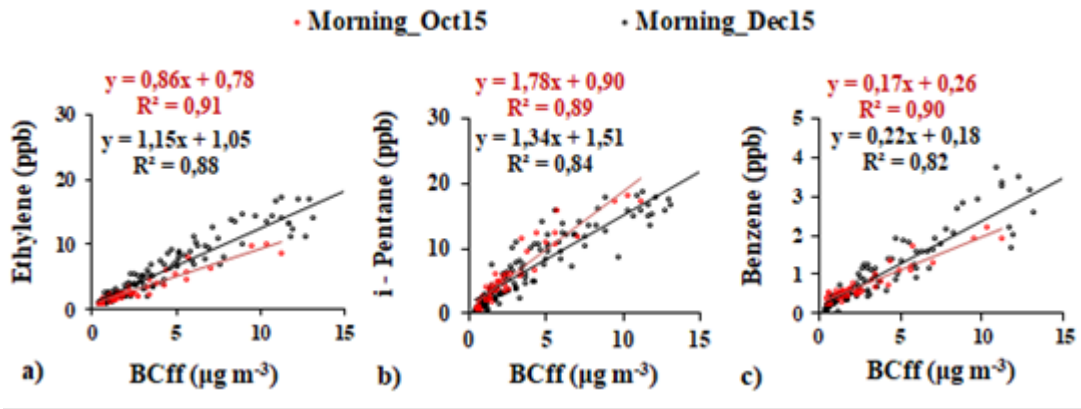 • Morning_Oct15 • Morning_Dec15
y = 0,86x + 0,78
R² = 0,91
y = 1,15x + 1,05
R² = 0,88
Ethylene (ppb)
30
20
10
0
0 5 10 15
a) BCff (µg m⁻³)
y = 1,78x + 0,90
R² = 0,89
y = 1,34x + 1,51
R² = 0,84
i - Pentane (ppb)
30
20
10
0
0 5 10 15
b) BCff (µg m⁻³)
y = 0,17x + 0,26
R² = 0,90
y = 0,22x + 0,18
R² = 0,82
Benzene (ppb)
5
4
3
2
1
0
0 5 10 15
c) BCff (µg m⁻³)